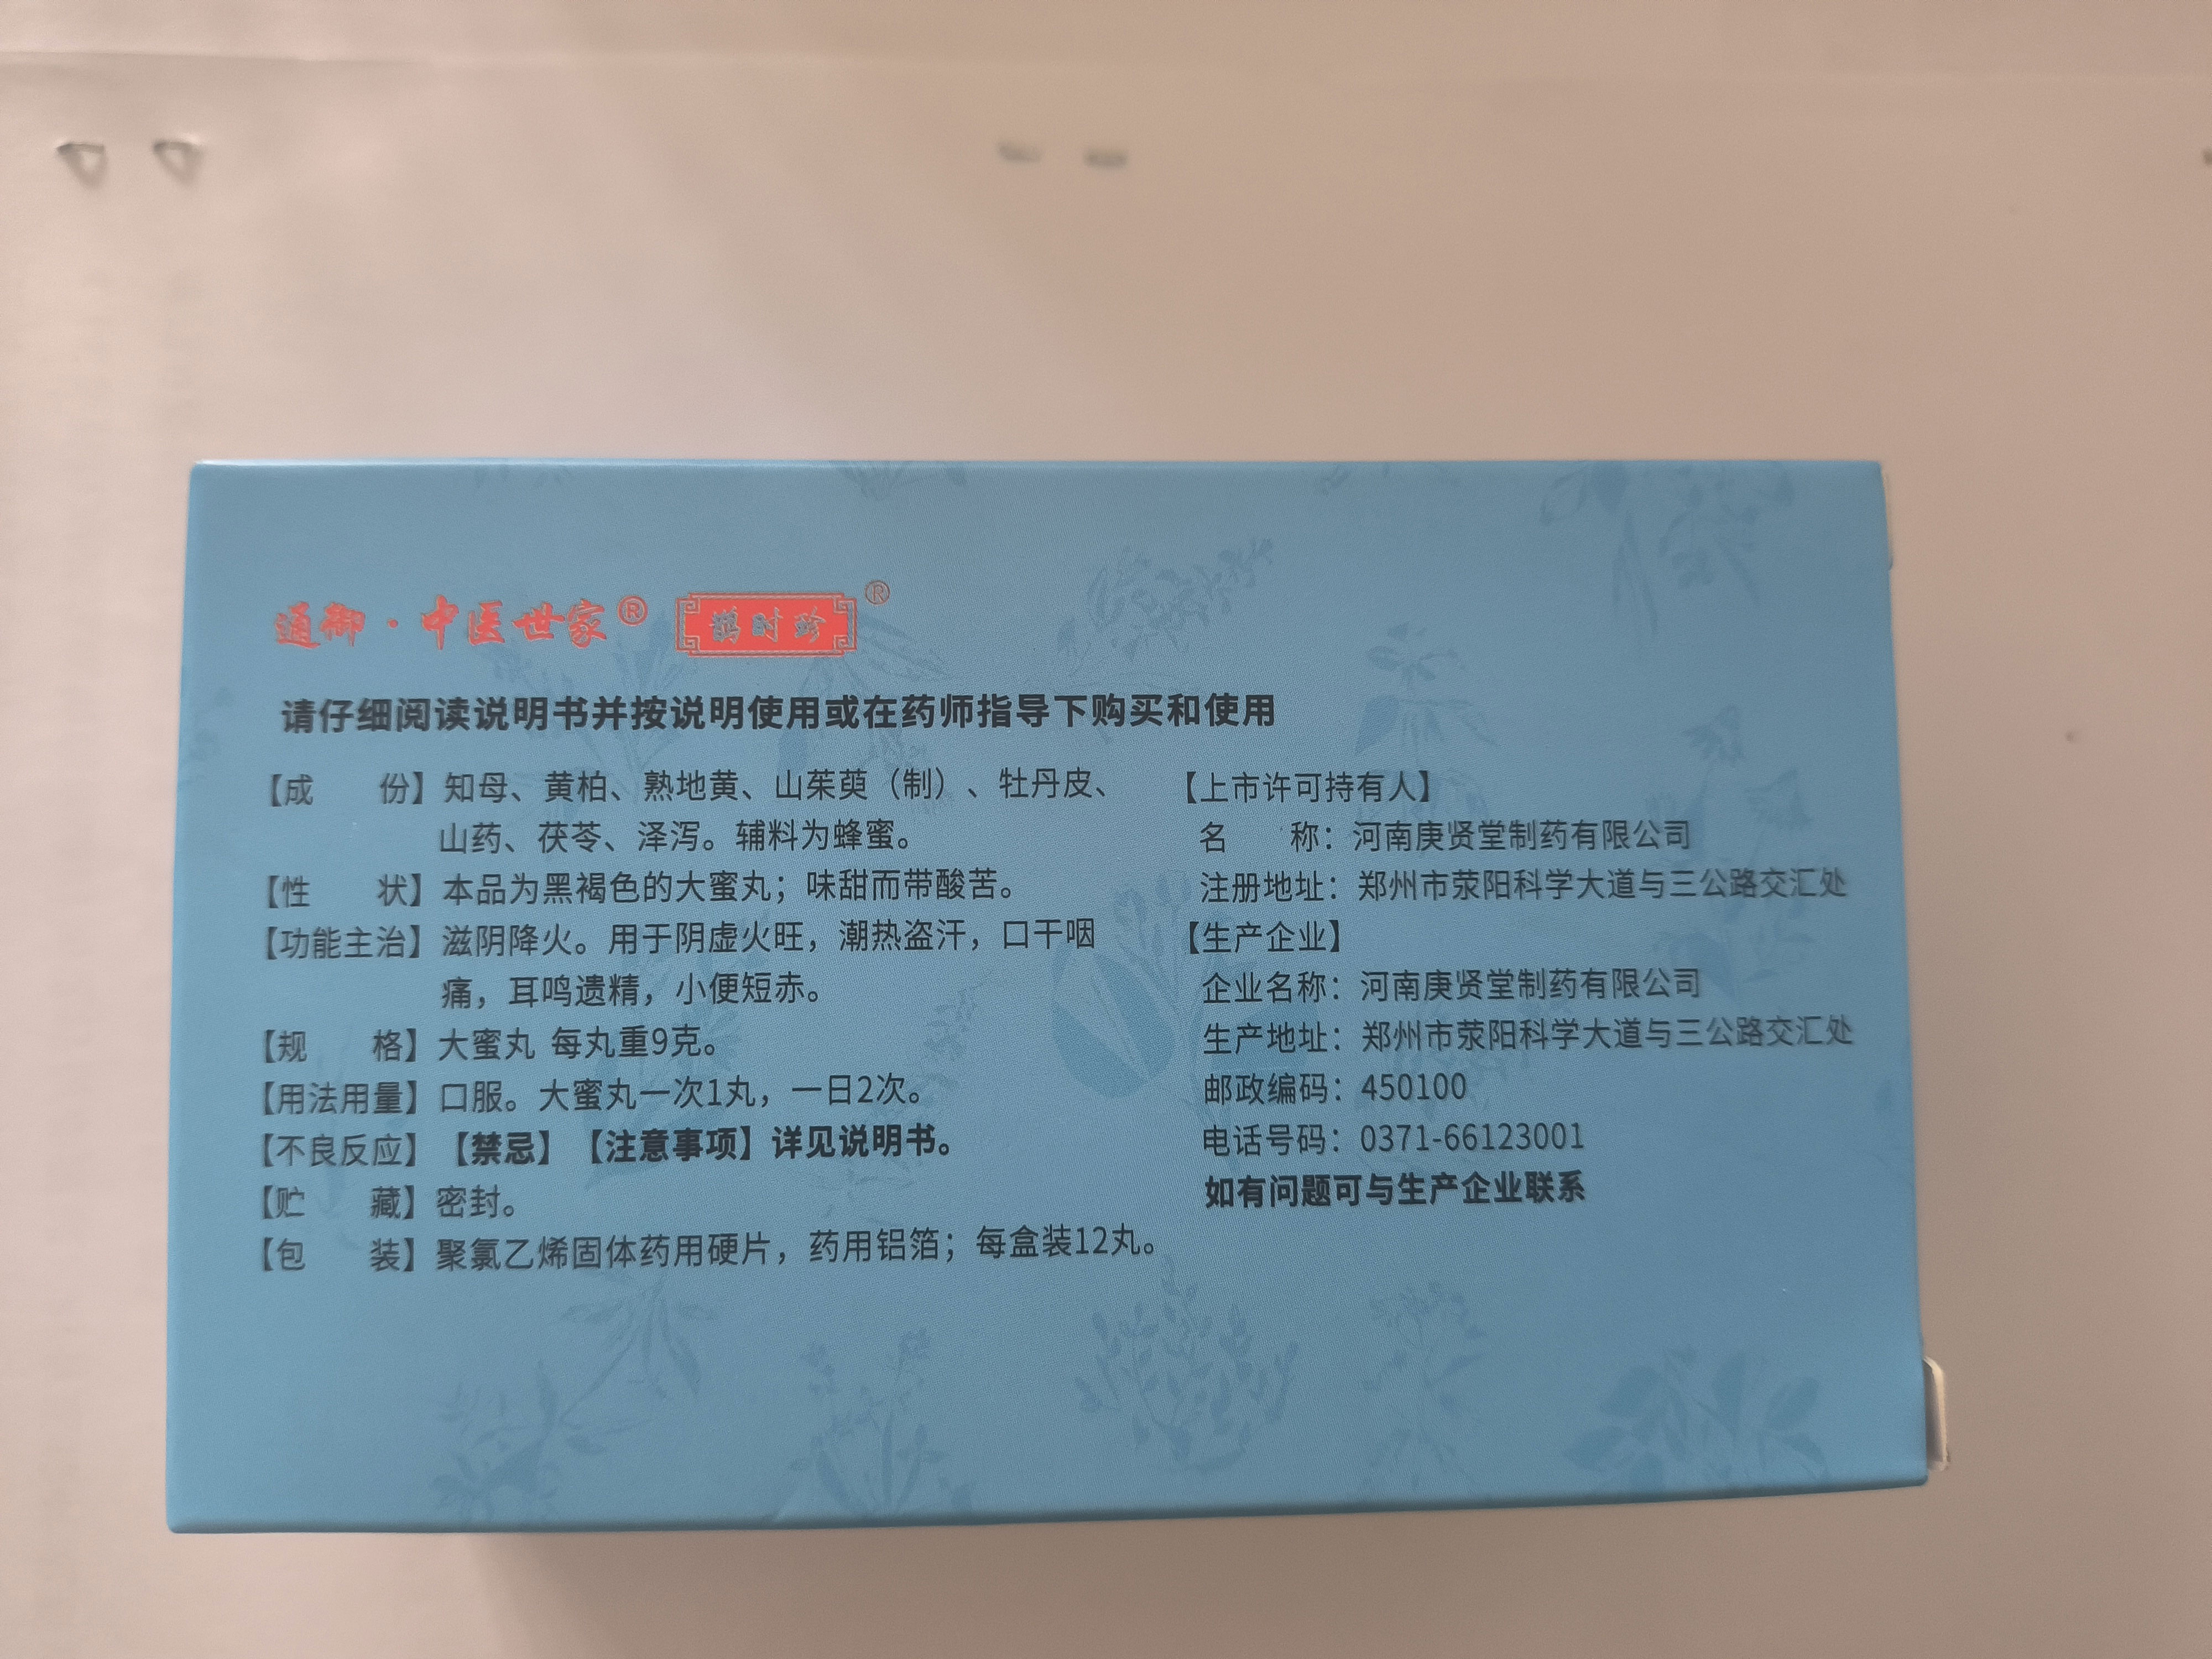 通御·中医世家® 鹊时珍®
请仔细阅读说明书并按说明使用或在药师指导下购买和使用
【成 份】知母、黄柏、熟地黄、山茱萸（制）、牡丹皮、
山药、茯苓、泽泻。辅料为蜂蜜。
【性 状】本品为黑褐色的大蜜丸；味甜而带酸苦。
【功能主治】滋阴降火。用于阴虚火旺，潮热盗汗，口干咽
痛，耳鸣遗精，小便短赤。
【规 格】大蜜丸 每丸重9克。
【用法用量】口服。大蜜丸一次1丸，一日2次。
【不良反应】【禁忌】【注意事项】详见说明书。
【贮 藏】密封。
【包 装】聚氯乙烯固体药用硬片，药用铝箔；每盒装12丸。
【上市许可持有人】
名 称：河南庚贤堂制药有限公司
注册地址：郑州市荥阳科学大道与三公路交汇处
【生产企业】
企业名称：河南庚贤堂制药有限公司
生产地址：郑州市荥阳科学大道与三公路交汇处
邮政编码：450100
电话号码：0371-66123001
如有问题可与生产企业联系